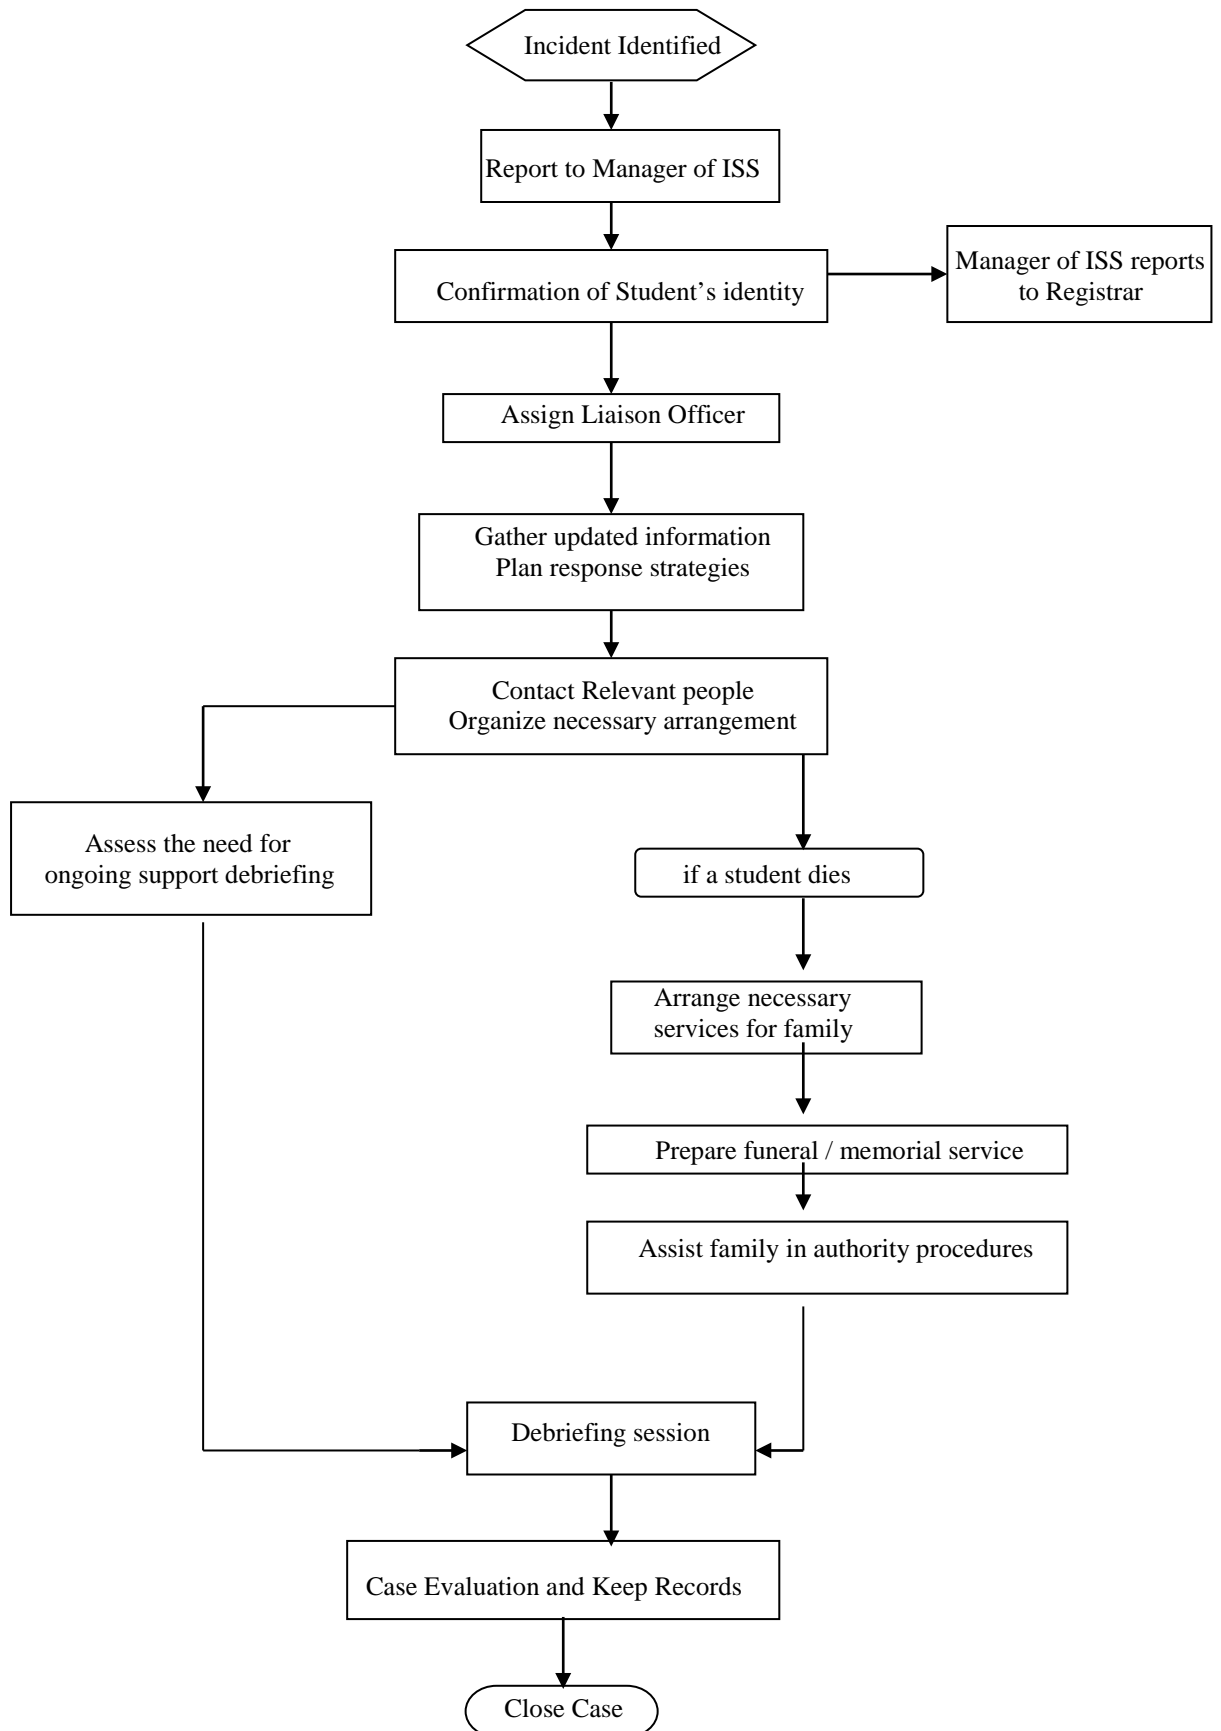 Incident Identified
Report to Manager of ISS
Confirmation of Student’s identity
Manager of ISS reports
to Registrar
Assign Liaison Officer
Gather updated information
Plan response strategies
Contact Relevant people
Organize necessary arrangement
Assess the need for
ongoing support debriefing
if a student dies
Arrange necessary
services for family
Prepare funeral / memorial service
Assist family in authority procedures
Debriefing session
Case Evaluation and Keep Records
Close Case